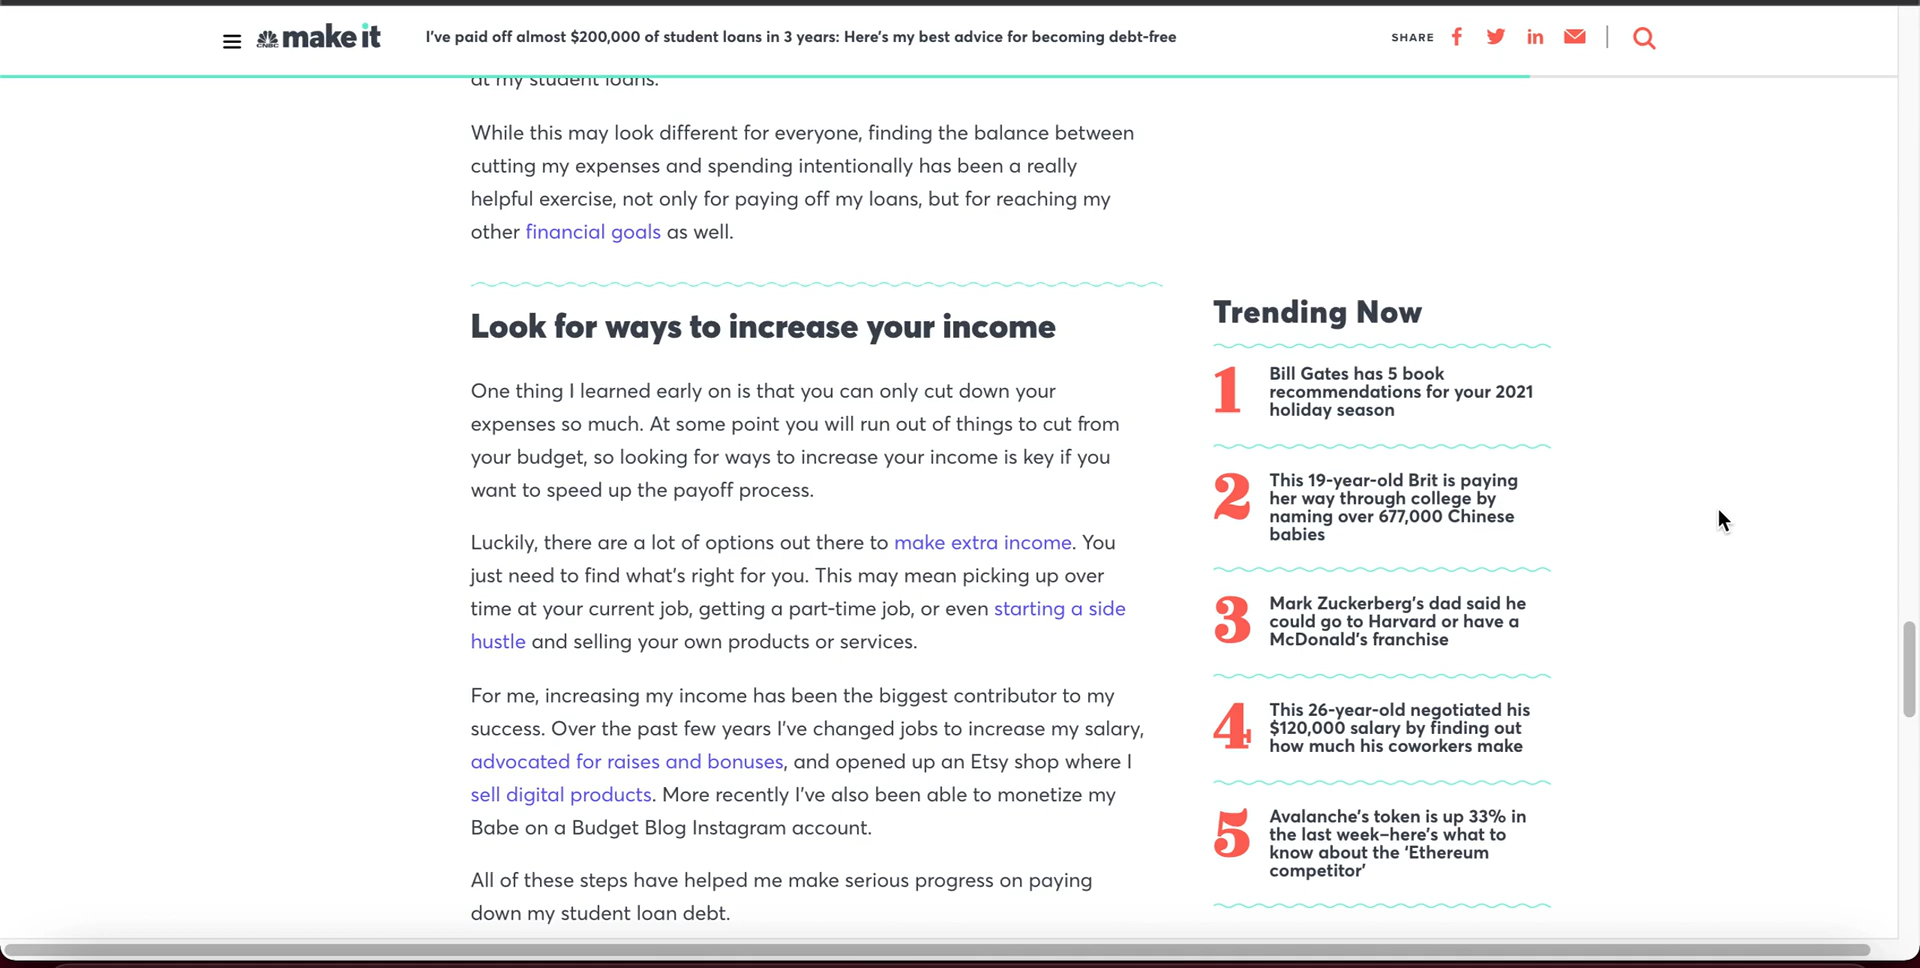 CNBC make it
I've paid off almost $200,000 of student loans in 3 years: Here's my best advice for becoming debt-free
SHARE
at my student loans.
While this may look different for everyone, finding the balance between
cutting my expenses and spending intentionally has been a really
helpful exercise, not only for paying off my loans, but for reaching my
other financial goals as well.
Look for ways to increase your income
One thing I learned early on is that you can only cut down your
expenses so much. At some point you will run out of things to cut from
your budget, so looking for ways to increase your income is key if you
want to speed up the payoff process.
Luckily, there are a lot of options out there to make extra income. You
just need to find what's right for you. This may mean picking up over
time at your current job, getting a part-time job, or even starting a side
hustle and selling your own products or services.
For me, increasing my income has been the biggest contributor to my
success. Over the past few years I've changed jobs to increase my salary,
advocated for raises and bonuses, and opened up an Etsy shop where I
sell digital products. More recently I've also been able to monetize my
Babe on a Budget Blog Instagram account.
All of these steps have helped me make serious progress on paying
down my student loan debt.
Trending Now
1
Bill Gates has 5 book
recommendations for your 2021
holiday season
2
This 19-year-old Brit is paying
her way through college by
naming over 677,000 Chinese
babies
3
Mark Zuckerberg's dad said he
could go to Harvard or have a
McDonald's franchise
4
This 26-year-old negotiated his
$120,000 salary by finding out
how much his coworkers make
5
Avalanche's token is up 33% in
the last week–here's what to
know about the 'Ethereum
competitor'